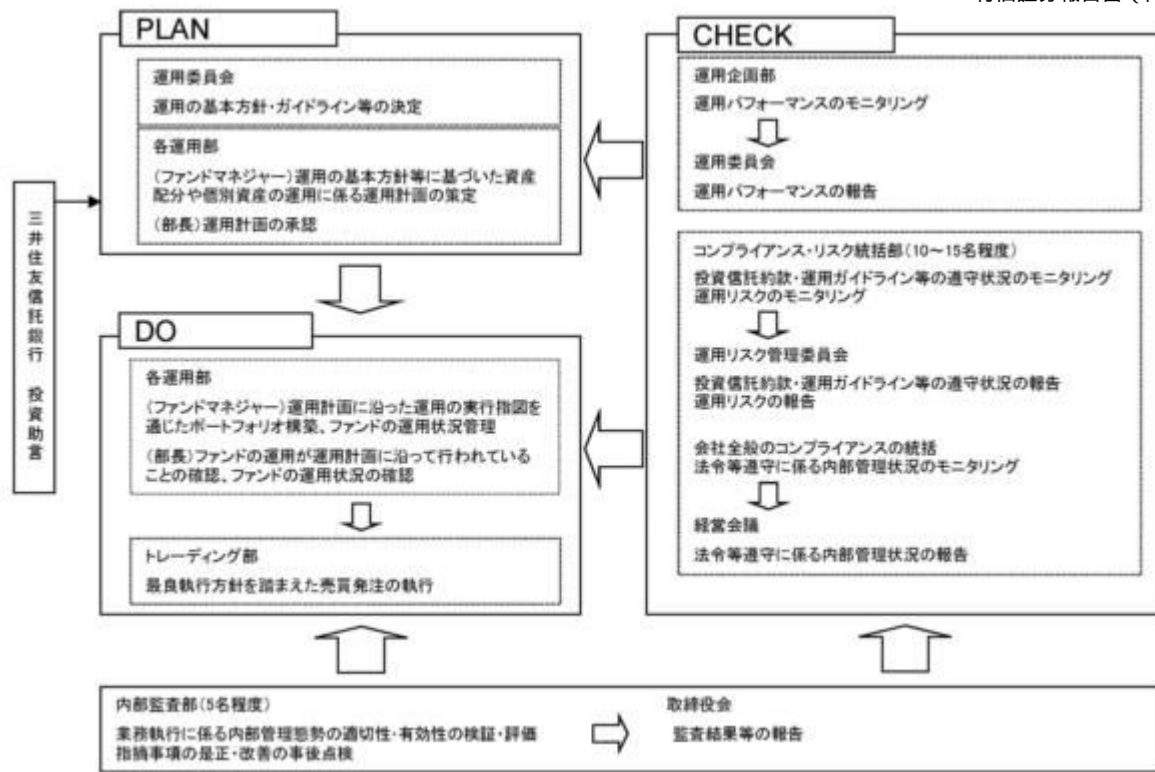 PLAN
運用委員会
運用の基本方針・ガイドライン等の決定
各運用部
(ファンドマネジャー)運用の基本方針等に基づいた資産
配分や個別資産の運用に係る運用計画の策定
(部長)運用計画の承認
三井住友信託銀行 投資助言
DO
各運用部
(ファンドマネジャー)運用計画に沿った運用の実行指図を
通じたポートフォリオ構築、ファンドの運用状況管理
(部長)ファンドの運用が運用計画に沿って行われている
ことの確認、ファンドの運用状況の確認
トレーディング部
最良執行方針を踏まえた売買発注の執行
CHECK
運用企画部
運用パフォーマンスのモニタリング
運用委員会
運用パフォーマンスの報告
コンプライアンス・リスク統括部(10~15名程度)
投資信託約款・運用ガイドライン等の遵守状況のモニタリング
運用リスクのモニタリング
運用リスク管理委員会
投資信託約款・運用ガイドライン等の遵守状況の報告
運用リスクの報告
会社全般のコンプライアンスの統括
法令等遵守に係る内部管理状況のモニタリング
経営会議
法令等遵守に係る内部管理状況の報告
内部監査部(5名程度)
業務執行に係る内部管理態勢の適切性・有効性の検証・評価
指摘事項の是正・改善の事後点検
取締役会
監査結果等の報告